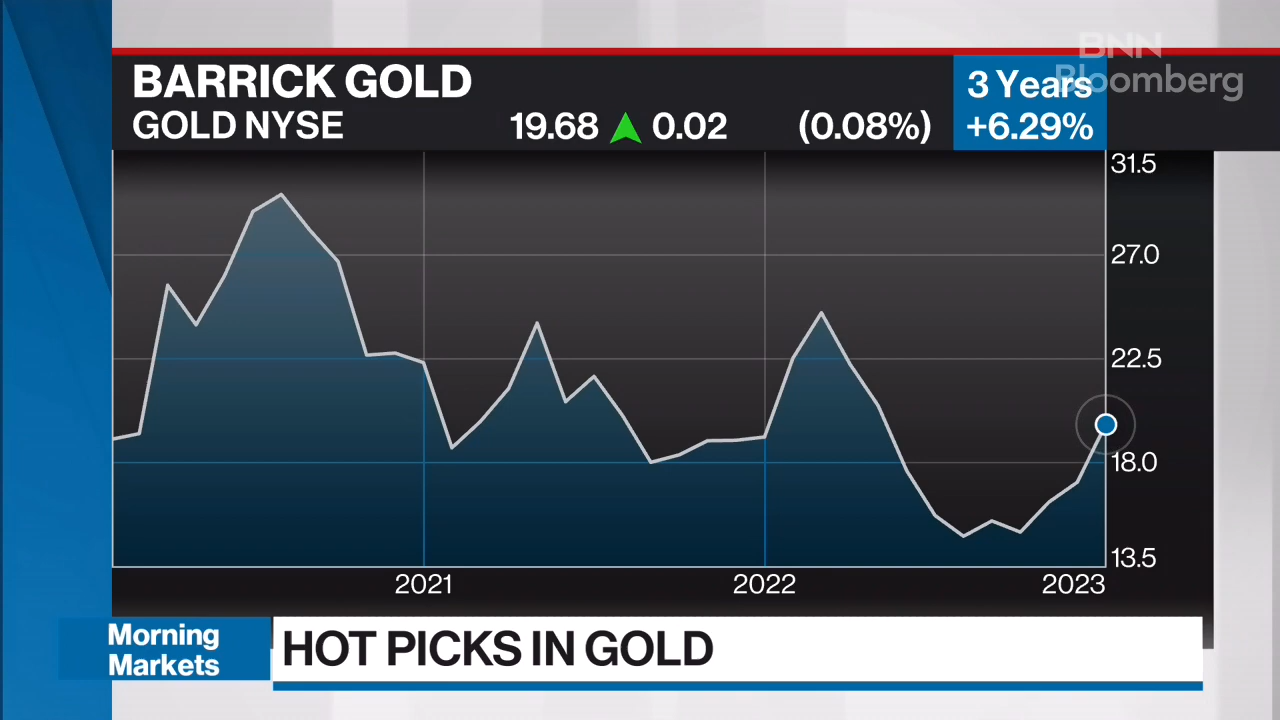 BNN
Bloomberg
BARRICK GOLD
GOLD NYSE 19.68 ▲ 0.02 (0.08%)
3 Years
+6.29%
31.5
27.0
22.5
18.0
13.5
2021 2022 2023
Morning
Markets
HOT PICKS IN GOLD